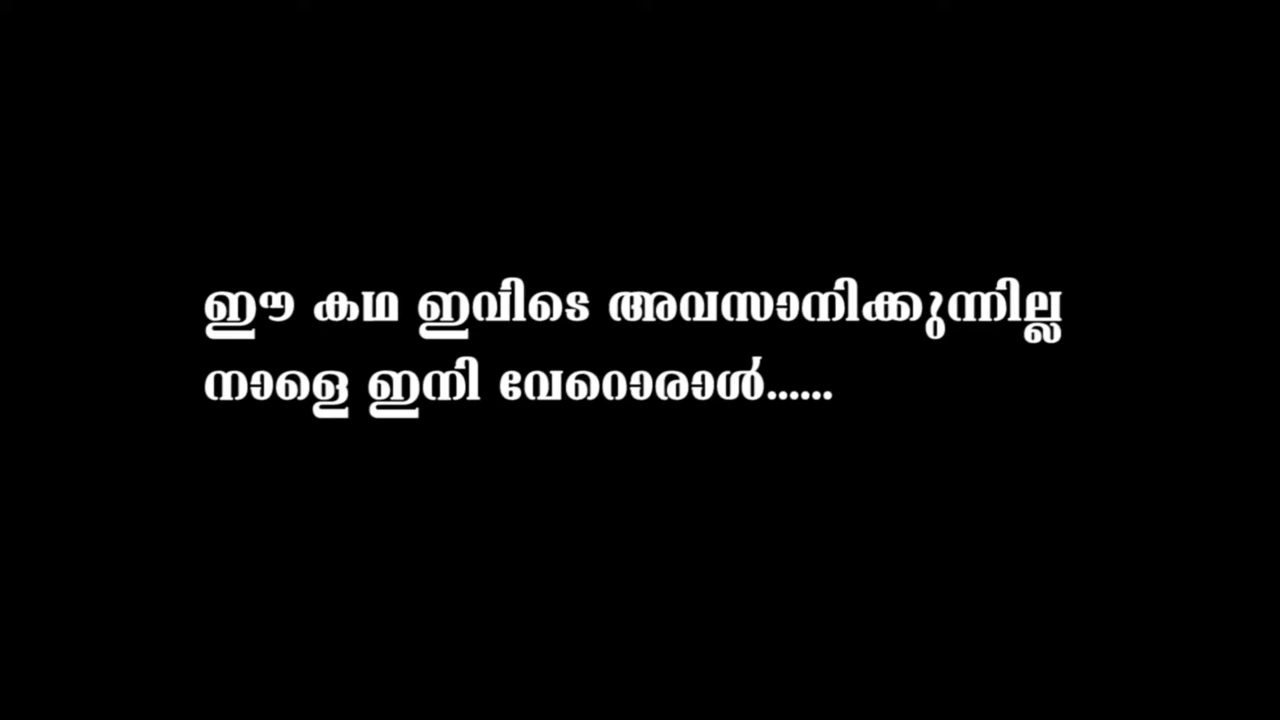 ഈ കഥ ഇവിടെ അവസാനിക്കുന്നില്ല
നാളെ ഇനി വേറൊരാൾ......